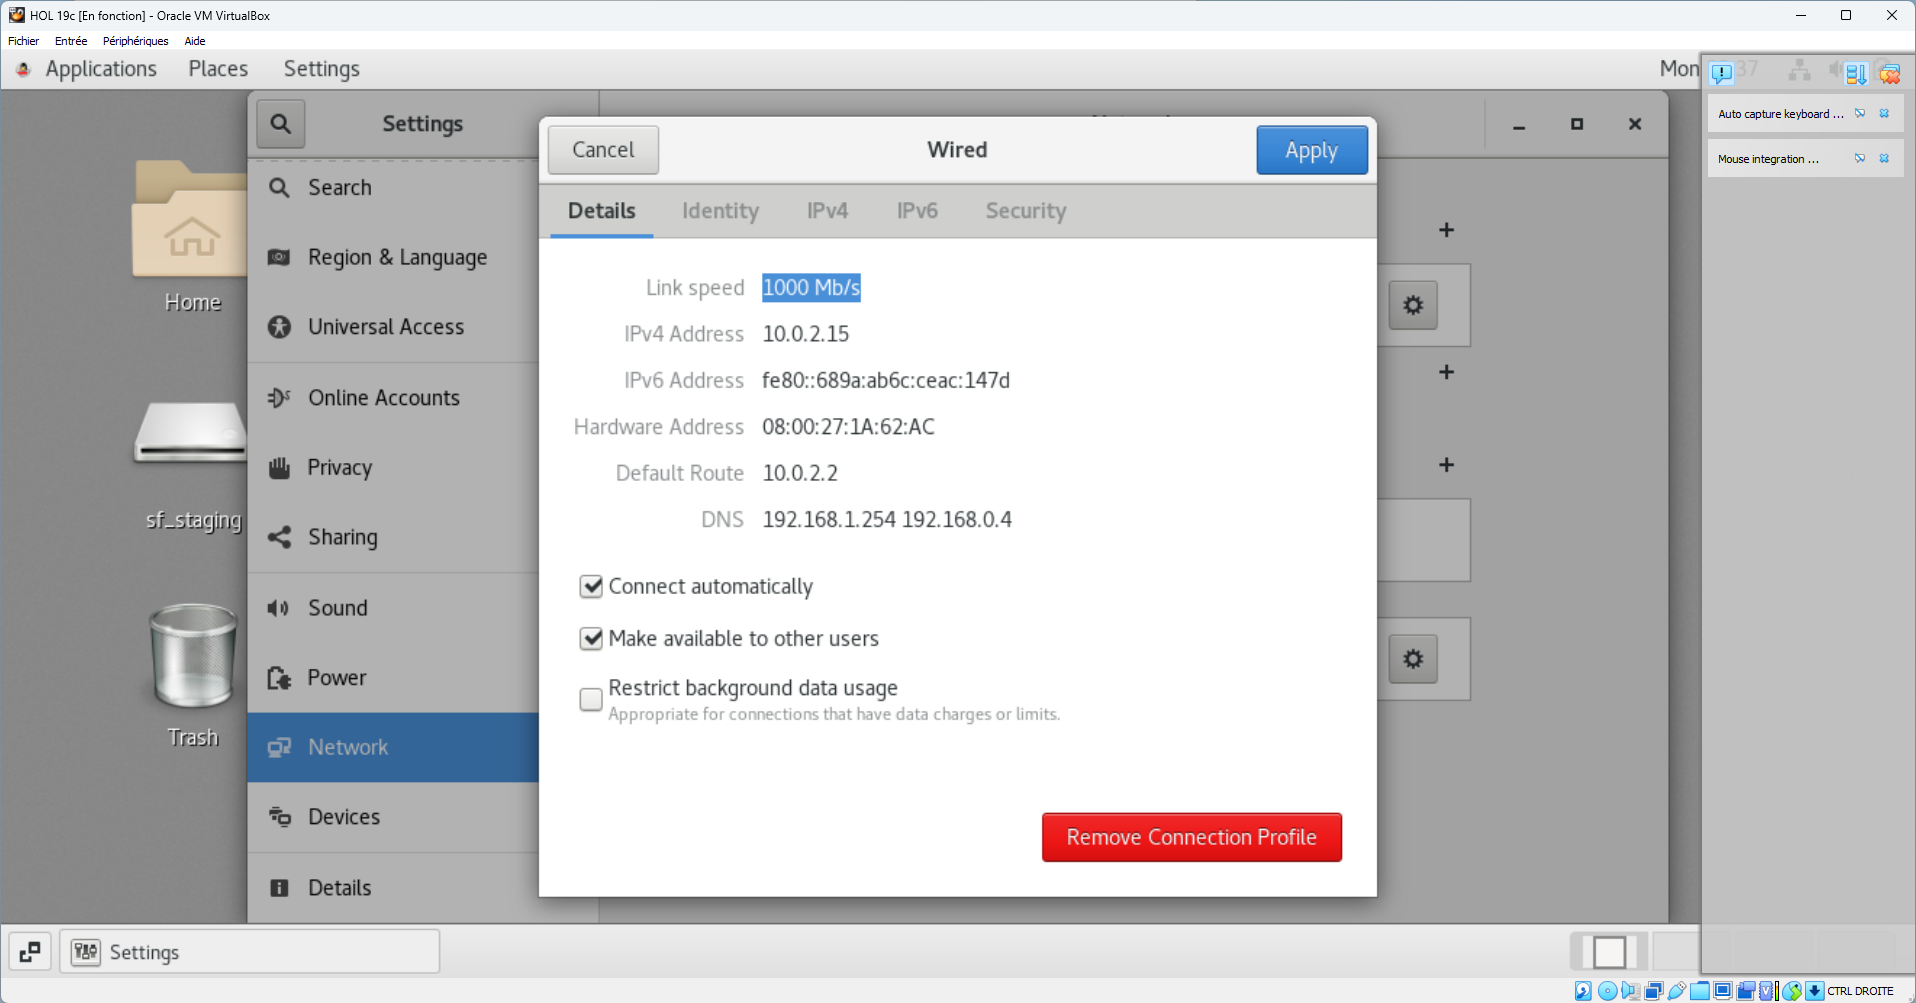 HOL 19c [En fonction] - Oracle VM VirtualBox
Fichier Entrée Périphériques Aide
Applications Places Settings Mon 37
Auto capture keyboard ...
Mouse integration ...
Settings
Cancel Wired Apply
Details Identity IPv4 IPv6 Security
Search
Region & Language
Universal Access
Online Accounts
Privacy
Sharing
Sound
Power
Network
Devices
Details
Home
sf_staging
Trash
Link speed 1000 Mb/s
IPv4 Address 10.0.2.15
IPv6 Address fe80::689a:ab6c:ceac:147d
Hardware Address 08:00:27:1A:62:AC
Default Route 10.0.2.2
DNS 192.168.1.254 192.168.0.4
Connect automatically
Make available to other users
Restrict background data usage
Appropriate for connections that have data charges or limits.
Remove Connection Profile
Settings
CTRL DROITE